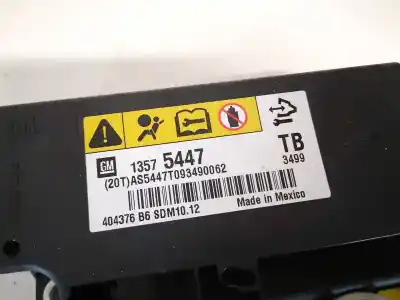 GM 1357 5447 TB
(20T)AS5447T093490062 3499
404376 B6 SDM10.12 Made in Mexico